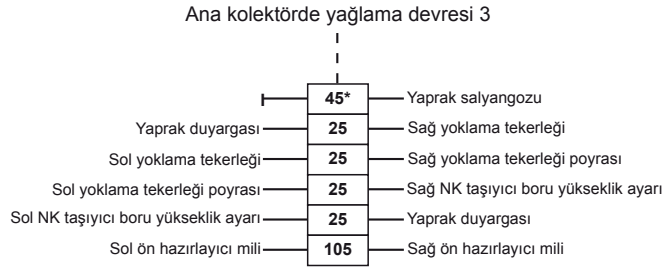 Ana kolektörde yağlama devresi 3
45* Yaprak salyangozu
Yaprak duyargası 25 Sağ yoklama tekerleği
Sol yoklama tekerleği 25 Sağ yoklama tekerleği poyrası
Sol yoklama tekerleği poyrası 25 Sağ NK taşıyıcı boru yükseklik ayarı
Sol NK taşıyıcı boru yükseklik ayarı 25 Yaprak duyargası
Sol ön hazırlayıcı mili 105 Sağ ön hazırlayıcı mili